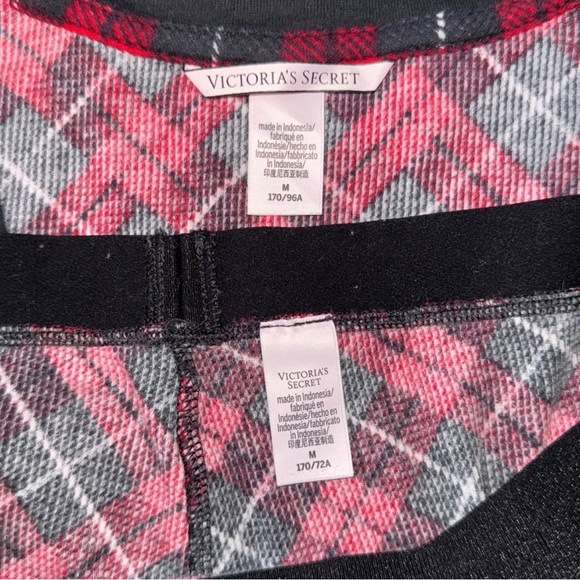 VICTORIA'S SECRET
made in Indonesia/
fabriqué en
Indonésie/hecho en
Indonesia/fabbricato
in Indonesia/
印度尼西亚制造
M
170/96A
VICTORIA'S
SECRET
made in Indonesia/
fabriqué en
Indonésie/hecho en
Indonesia/fabbricato
in Indonesia/
印度尼西亚制造
M
170/72A